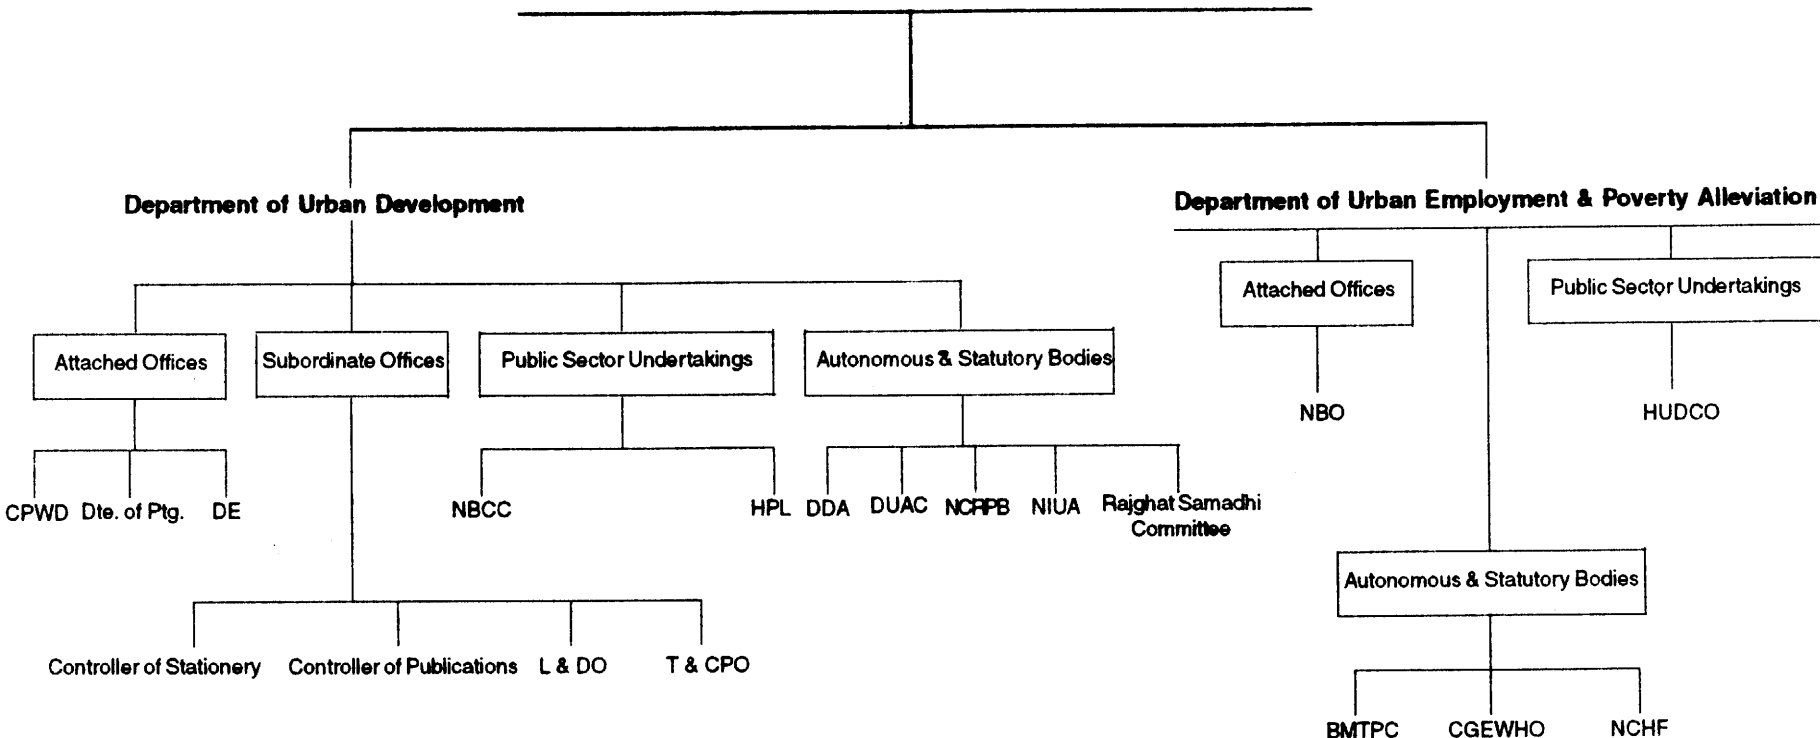 Department of Urban Development
Department of Urban Employment & Poverty Alleviation
Attached Offices
Subordinate Offices
Public Sector Undertakings
Autonomous & Statutory Bodies
Attached Offices
Public Sector Undertakings
NBO
HUDCO
CPWD Dte. of Ptg. DE
NBCC
HPL
DDA
DUAC
NCRPB
NIUA
Rajghat Samadhi
Committee
Autonomous & Statutory Bodies
Controller of Stationery
Controller of Publications
L & DO
T & CPO
BMTPC
CGEWHO
NCHF